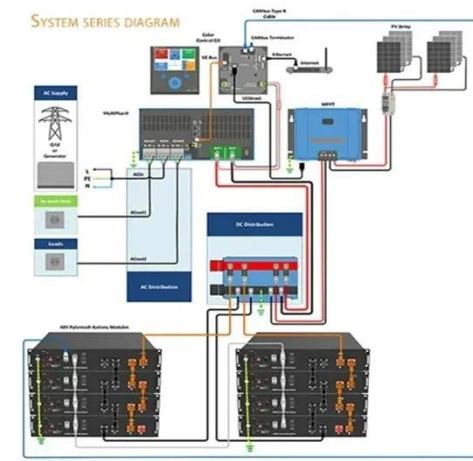 SYSTEM SERIES DIAGRAM
CANbus Type B
Cable
Color
Control GX
CANbus Terminator
VE Bus
Ethernet
Internet
PV Array
AC Supply
Grid
or
Generator
MultiPlus-II
VE Direct
MPPT
L
PE
N
ACin
ACout1
Loads
ACout2
AC Distribution
DC Distribution
48V Pylontech Battery Modules